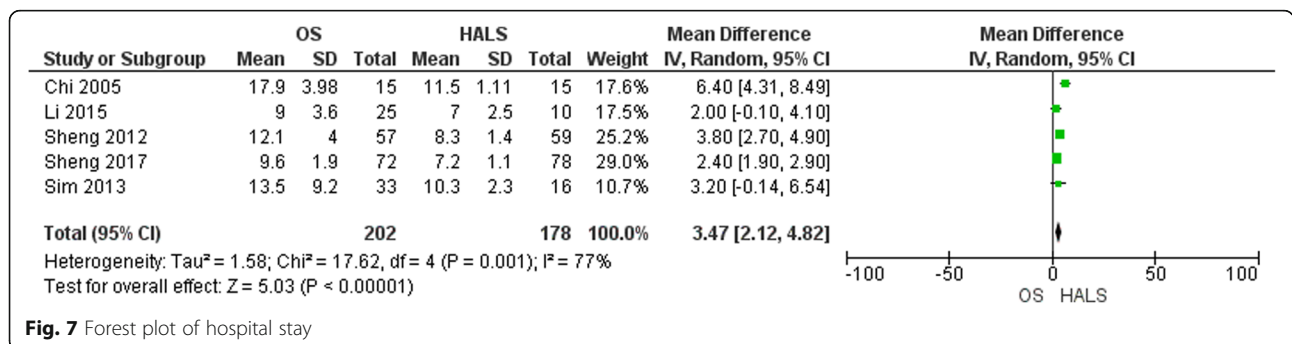 OS HALS Mean Difference Mean Difference
Study or Subgroup Mean SD Total Mean SD Total Weight IV, Random, 95% CI IV, Random, 95% CI
Chi 2005 17.9 3.98 15 11.5 1.11 15 17.6% 6.40 [4.31, 8.49]
Li 2015 9 3.6 25 7 2.5 10 17.5% 2.00 [-0.10, 4.10]
Sheng 2012 12.1 4 57 8.3 1.4 59 25.2% 3.80 [2.70, 4.90]
Sheng 2017 9.6 1.9 72 7.2 1.1 78 29.0% 2.40 [1.90, 2.90]
Sim 2013 13.5 9.2 33 10.3 2.3 16 10.7% 3.20 [-0.14, 6.54]
Total (95% CI) 202 178 100.0% 3.47 [2.12, 4.82]
Heterogeneity: Tau² = 1.58; Chi² = 17.62, df = 4 (P = 0.001); I² = 77%
Test for overall effect: Z = 5.03 (P < 0.00001)
-100 -50 0 50 100
OS HALS
Fig. 7 Forest plot of hospital stay